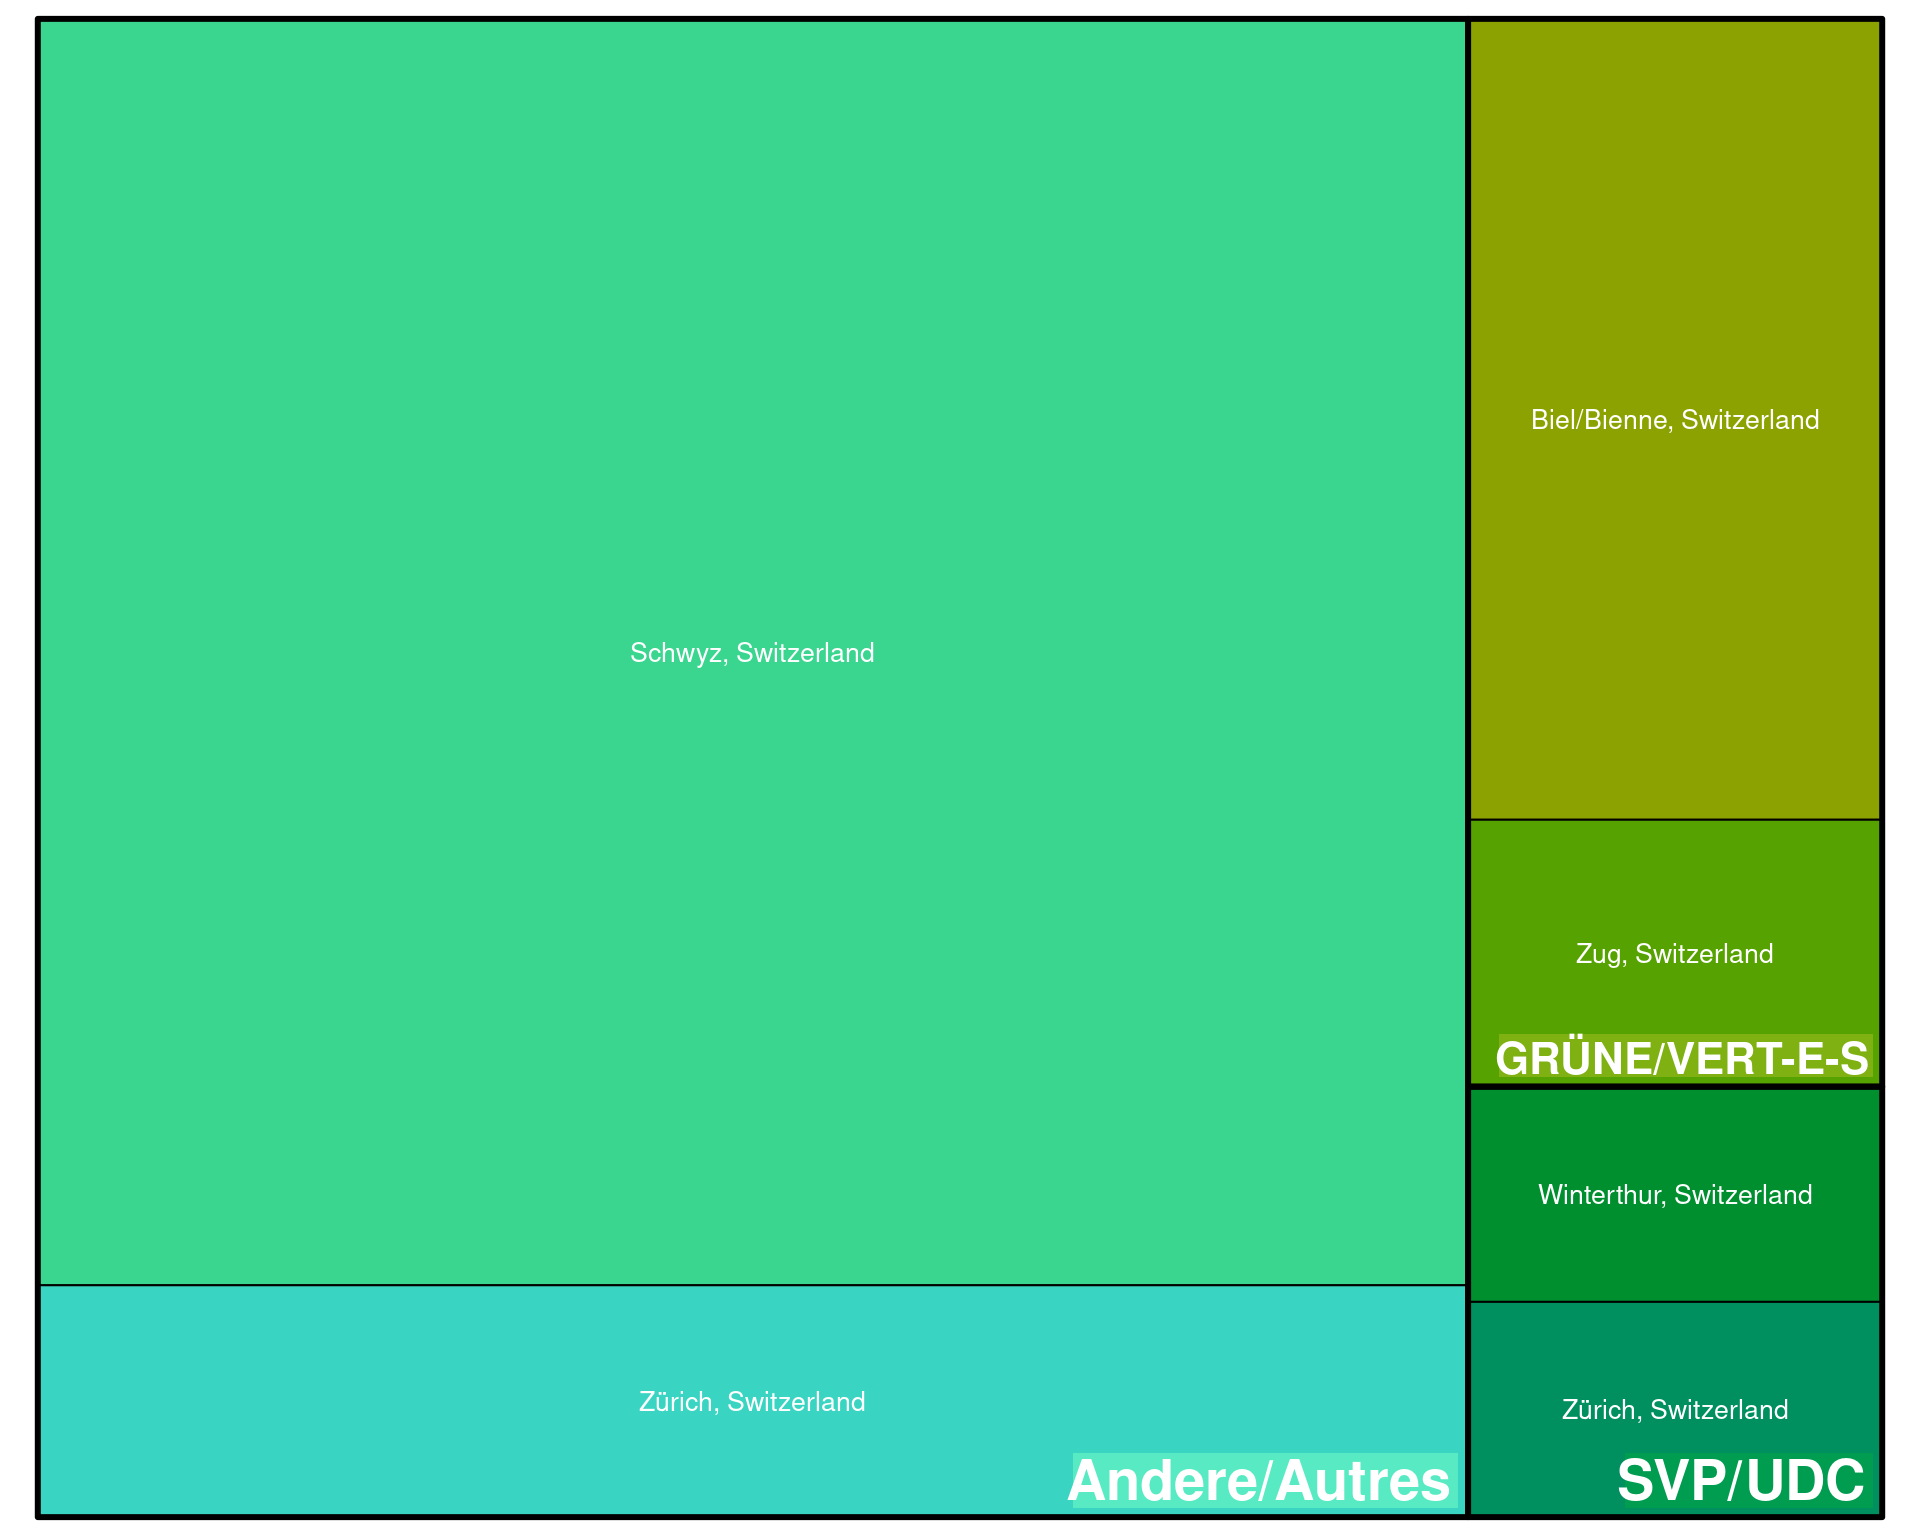 Schwyz, Switzerland
Zürich, Switzerland
Andere/Autres
Biel/Bienne, Switzerland
Zug, Switzerland
GRÜNE/VERT-E-S
Winterthur, Switzerland
Zürich, Switzerland
SVP/UDC